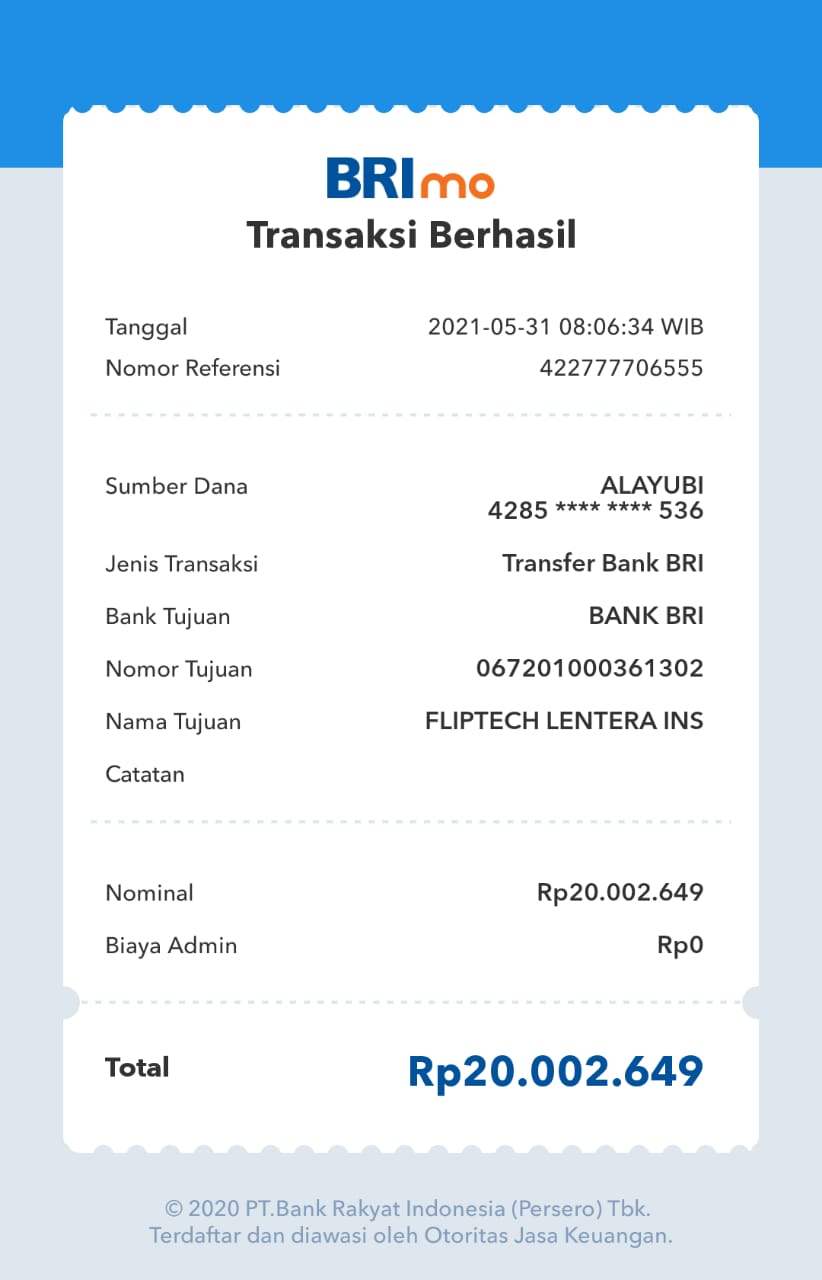 BRImo
Transaksi Berhasil
Tanggal 2021-05-31 08:06:34 WIB
Nomor Referensi 422777706555
Sumber Dana ALAYUBI
4285 **** **** 536
Jenis Transaksi Transfer Bank BRI
Bank Tujuan BANK BRI
Nomor Tujuan 067201000361302
Nama Tujuan FLIPTECH LENTERA INS
Catatan
Nominal Rp20.002.649
Biaya Admin Rp0
Total Rp20.002.649
© 2020 PT.Bank Rakyat Indonesia (Persero) Tbk.
Terdaftar dan diawasi oleh Otoritas Jasa Keuangan.